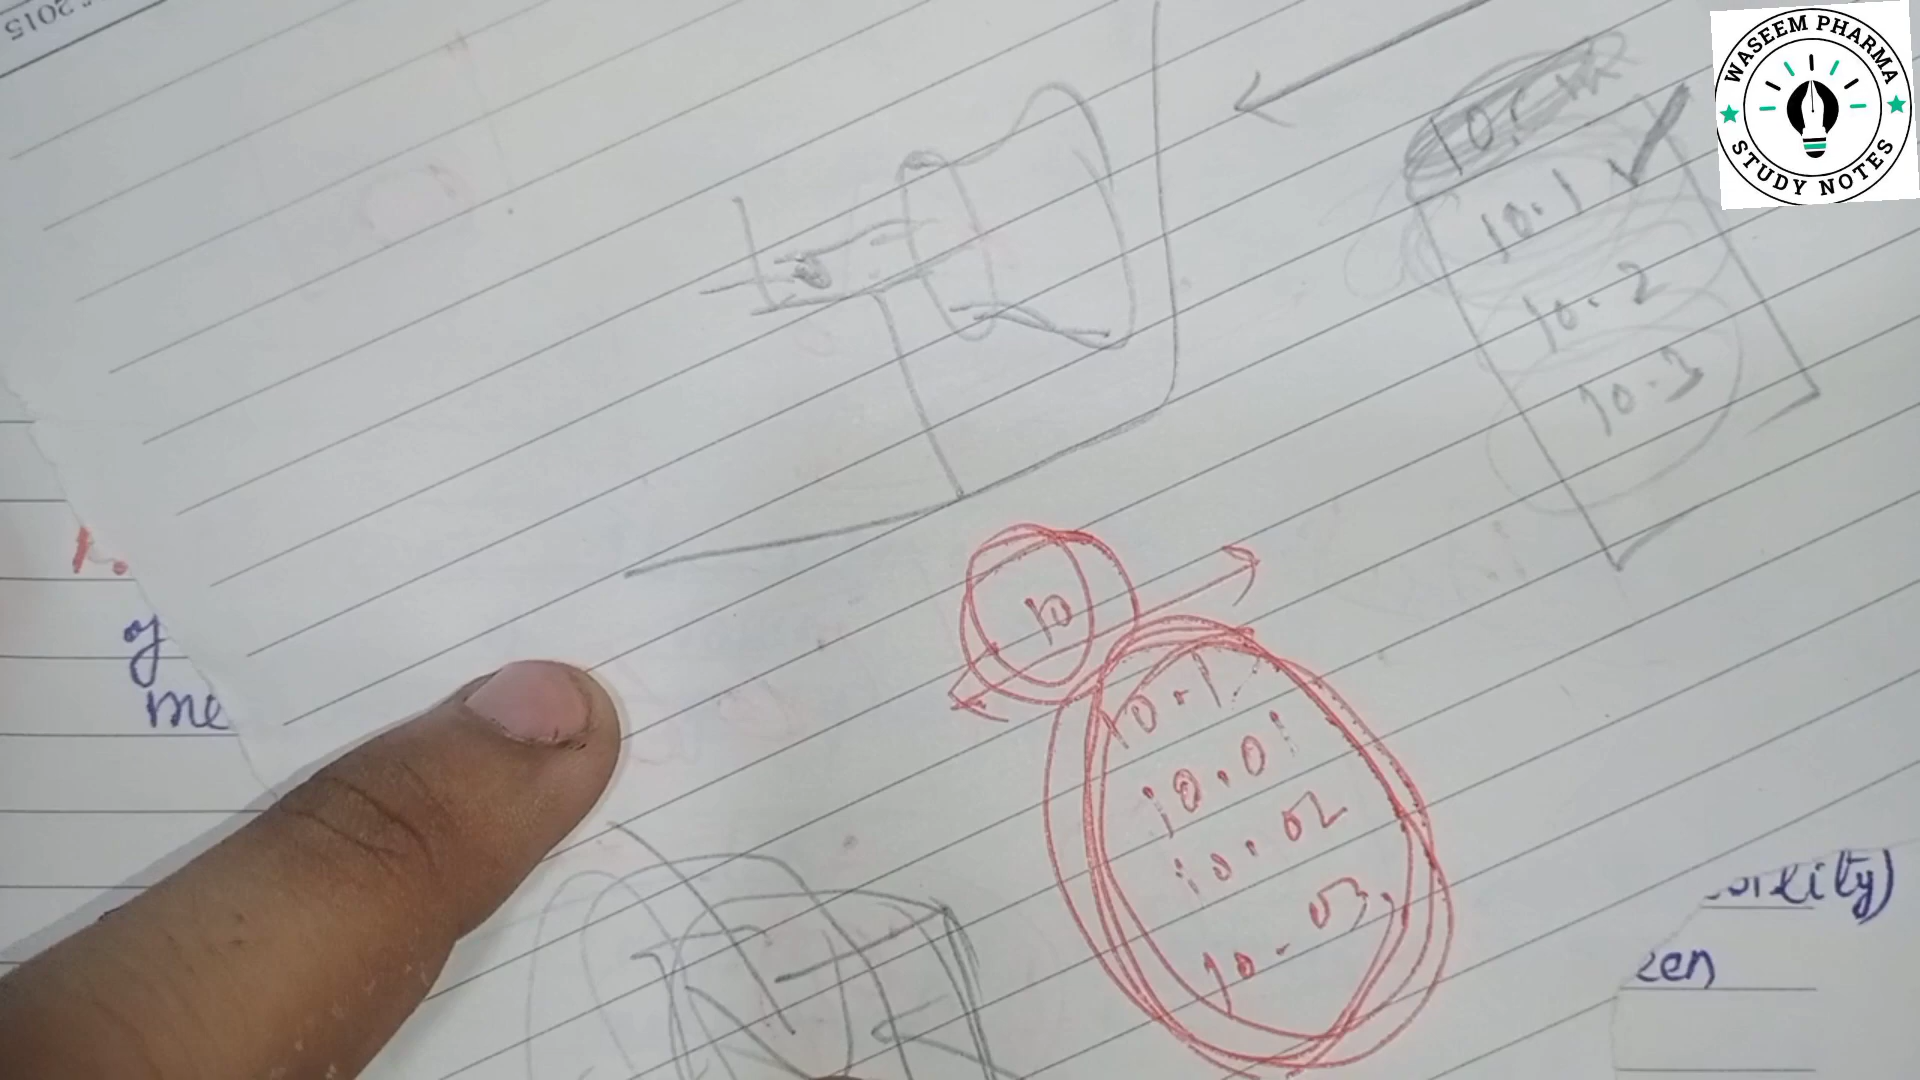 2015
WASEEM PHARMA
STUDY NOTES
10.
10.1 ✓
10.2
10.3
10
10.1
10.01
10.02
10.03
of
me
zen